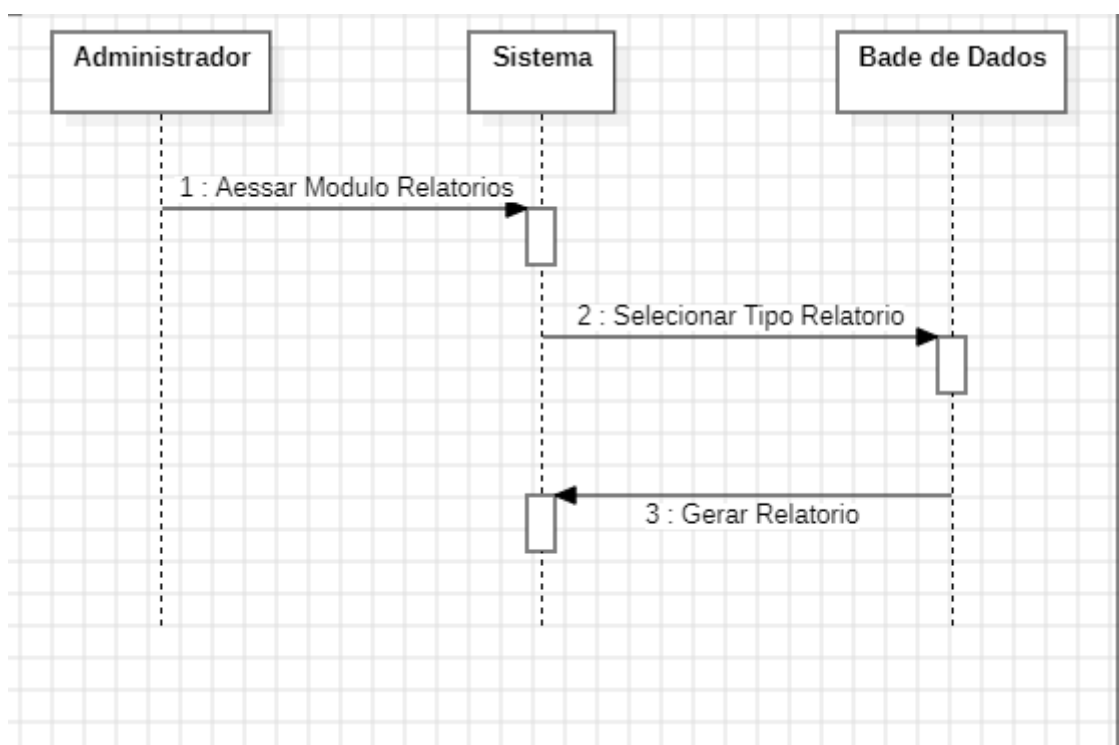 Administrador
Sistema
Bade de Dados
1 : Aessar Modulo Relatorios
2 : Selecionar Tipo Relatorio
3 : Gerar Relatorio